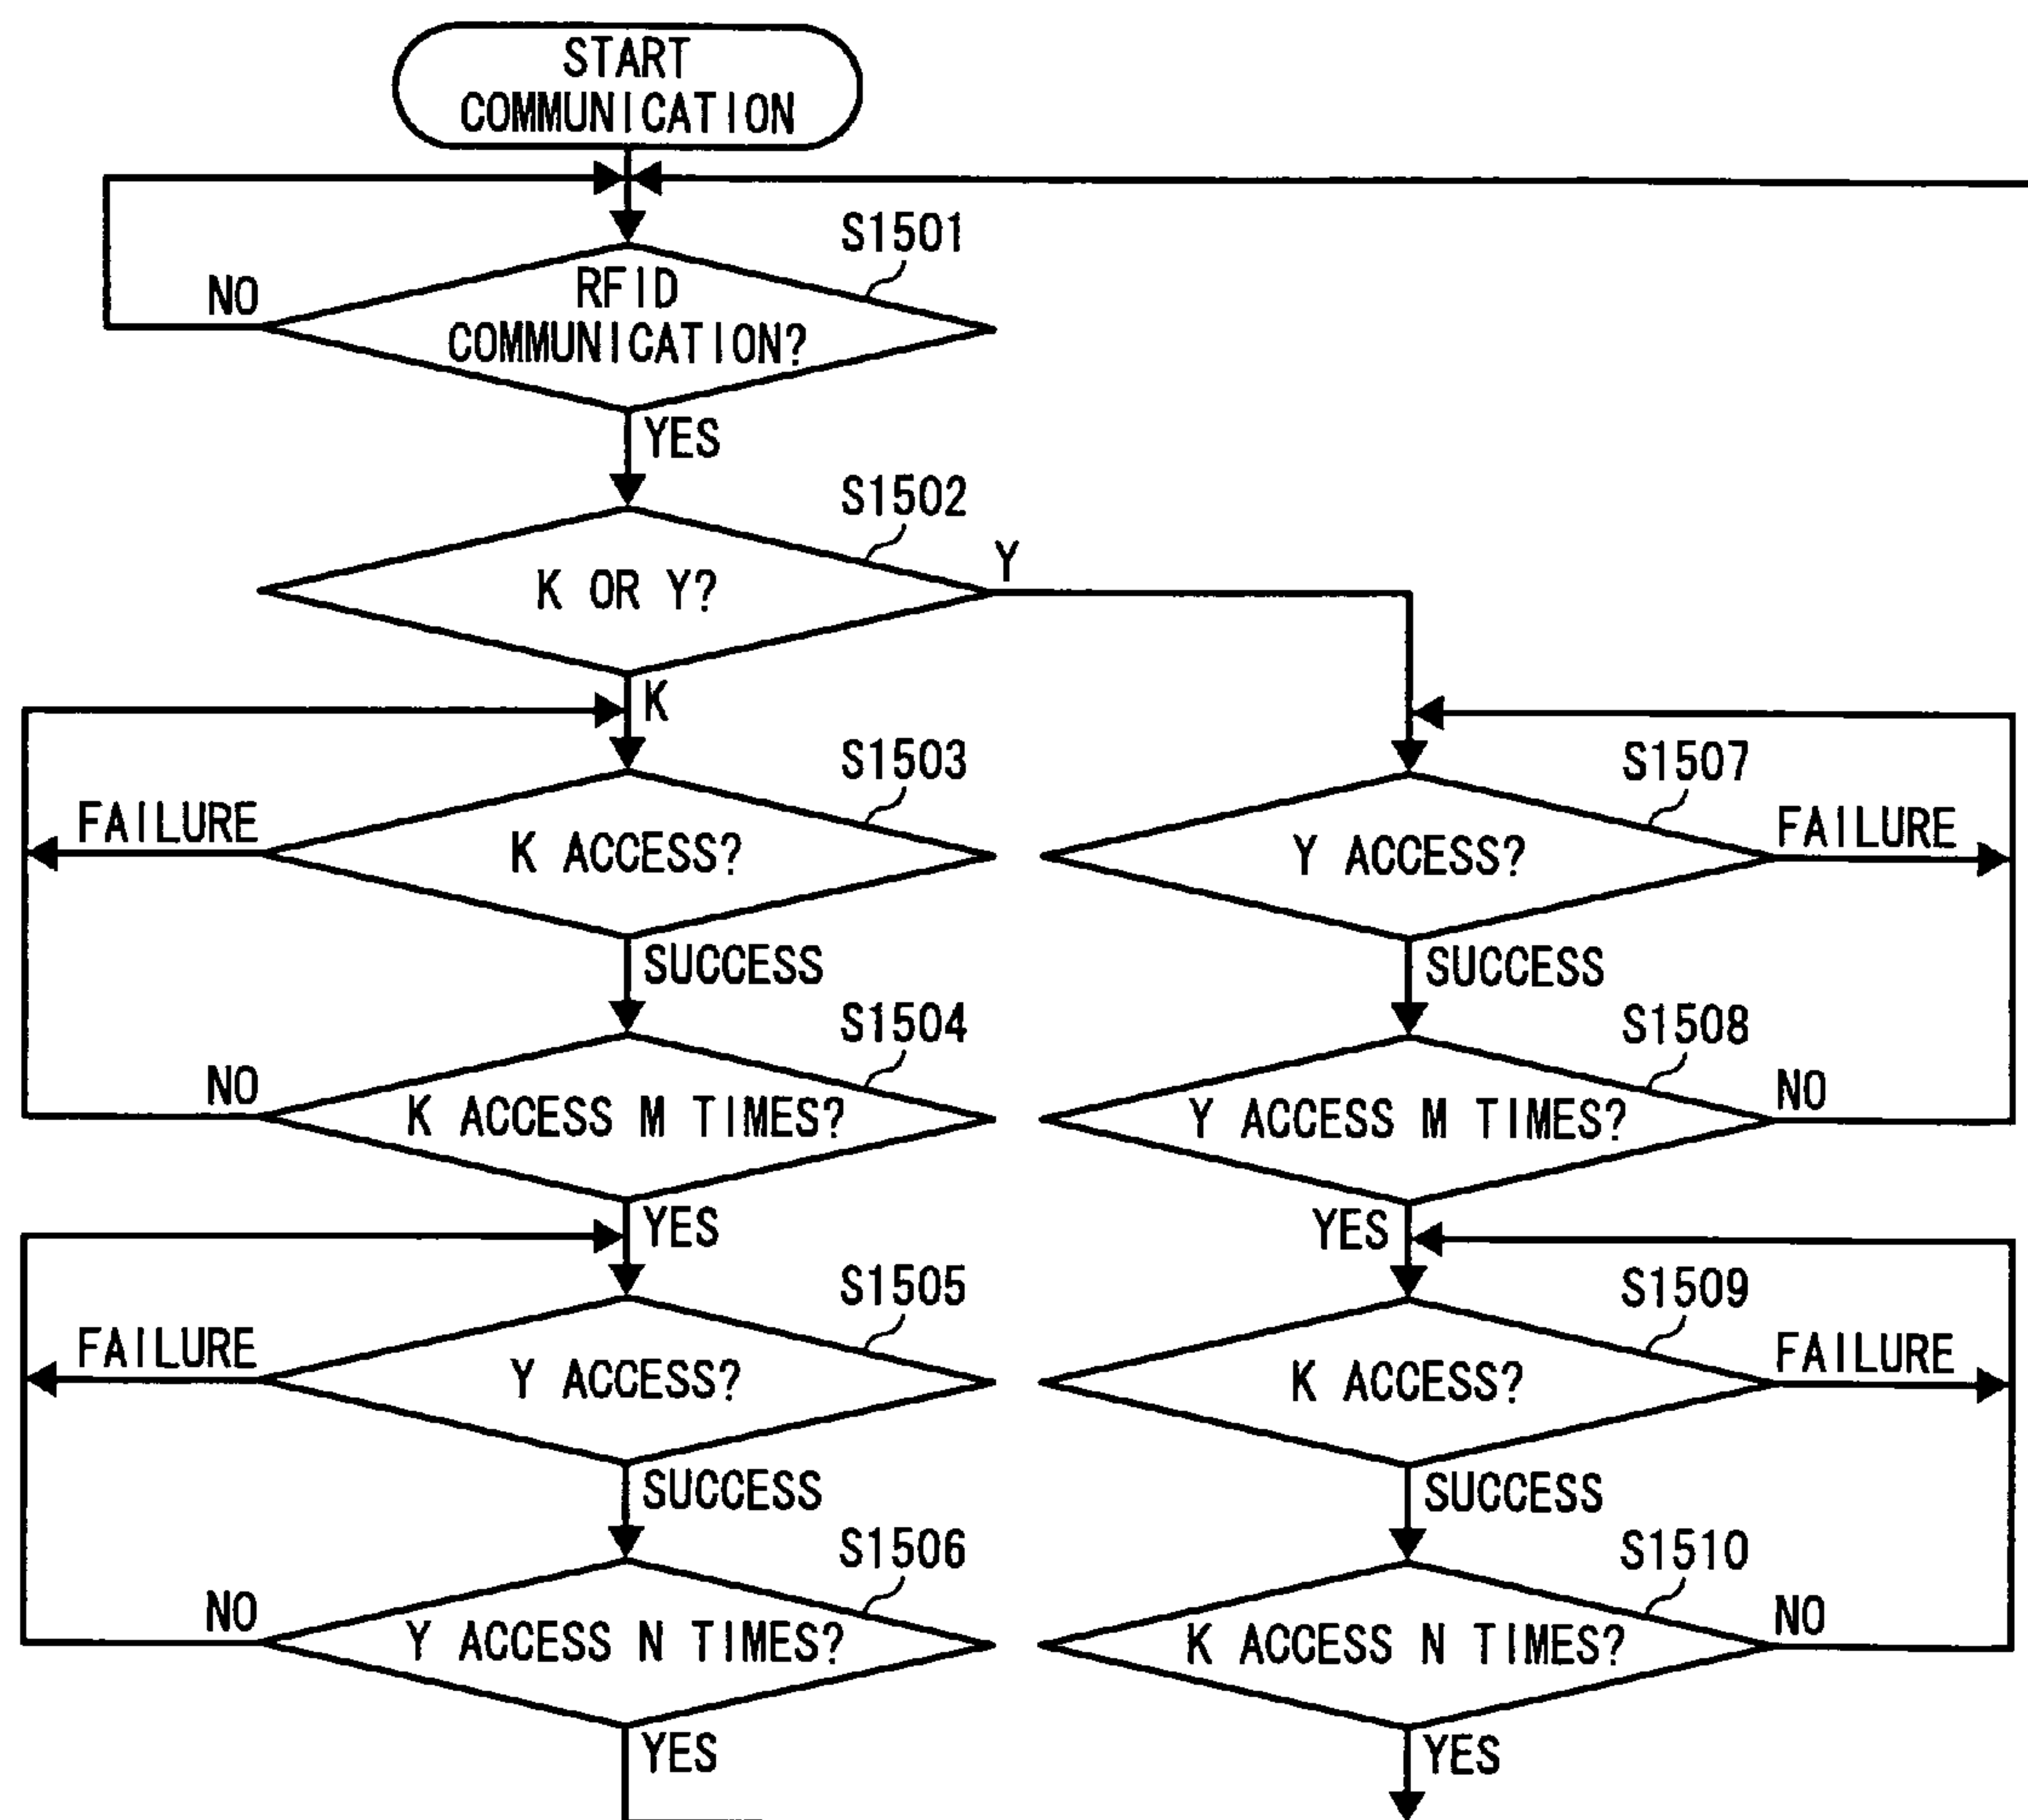 START
COMMUNICATION
S1501
NO
RFID
COMMUNICATION?
YES
S1502
K OR Y?
Y
K
S1503
FAILURE
K ACCESS?
SUCCESS
S1504
NO
K ACCESS M TIMES?
YES
S1505
FAILURE
Y ACCESS?
SUCCESS
S1506
NO
Y ACCESS N TIMES?
YES
S1507
Y ACCESS?
FAILURE
SUCCESS
S1508
Y ACCESS M TIMES?
NO
YES
S1509
K ACCESS?
FAILURE
SUCCESS
S1510
K ACCESS N TIMES?
NO
YES